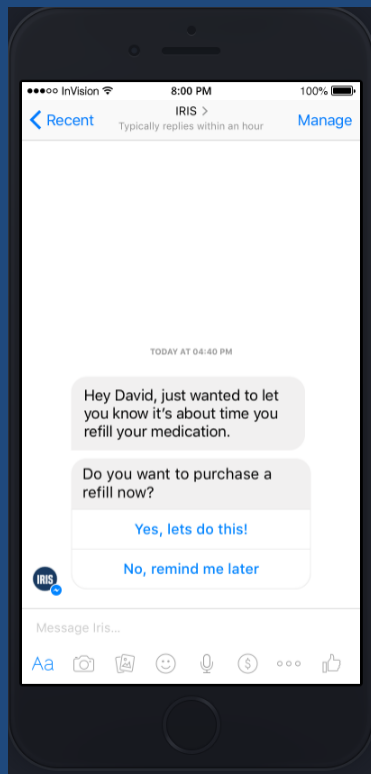 InVision 8:00 PM 100%
Recent IRIS > Manage
Typically replies within an hour
TODAY AT 04:40 PM
Hey David, just wanted to let
you know it's about time you
refill your medication.
Do you want to purchase a
refill now?
Yes, lets do this!
No, remind me later
IRIS
Message Iris...
Aa